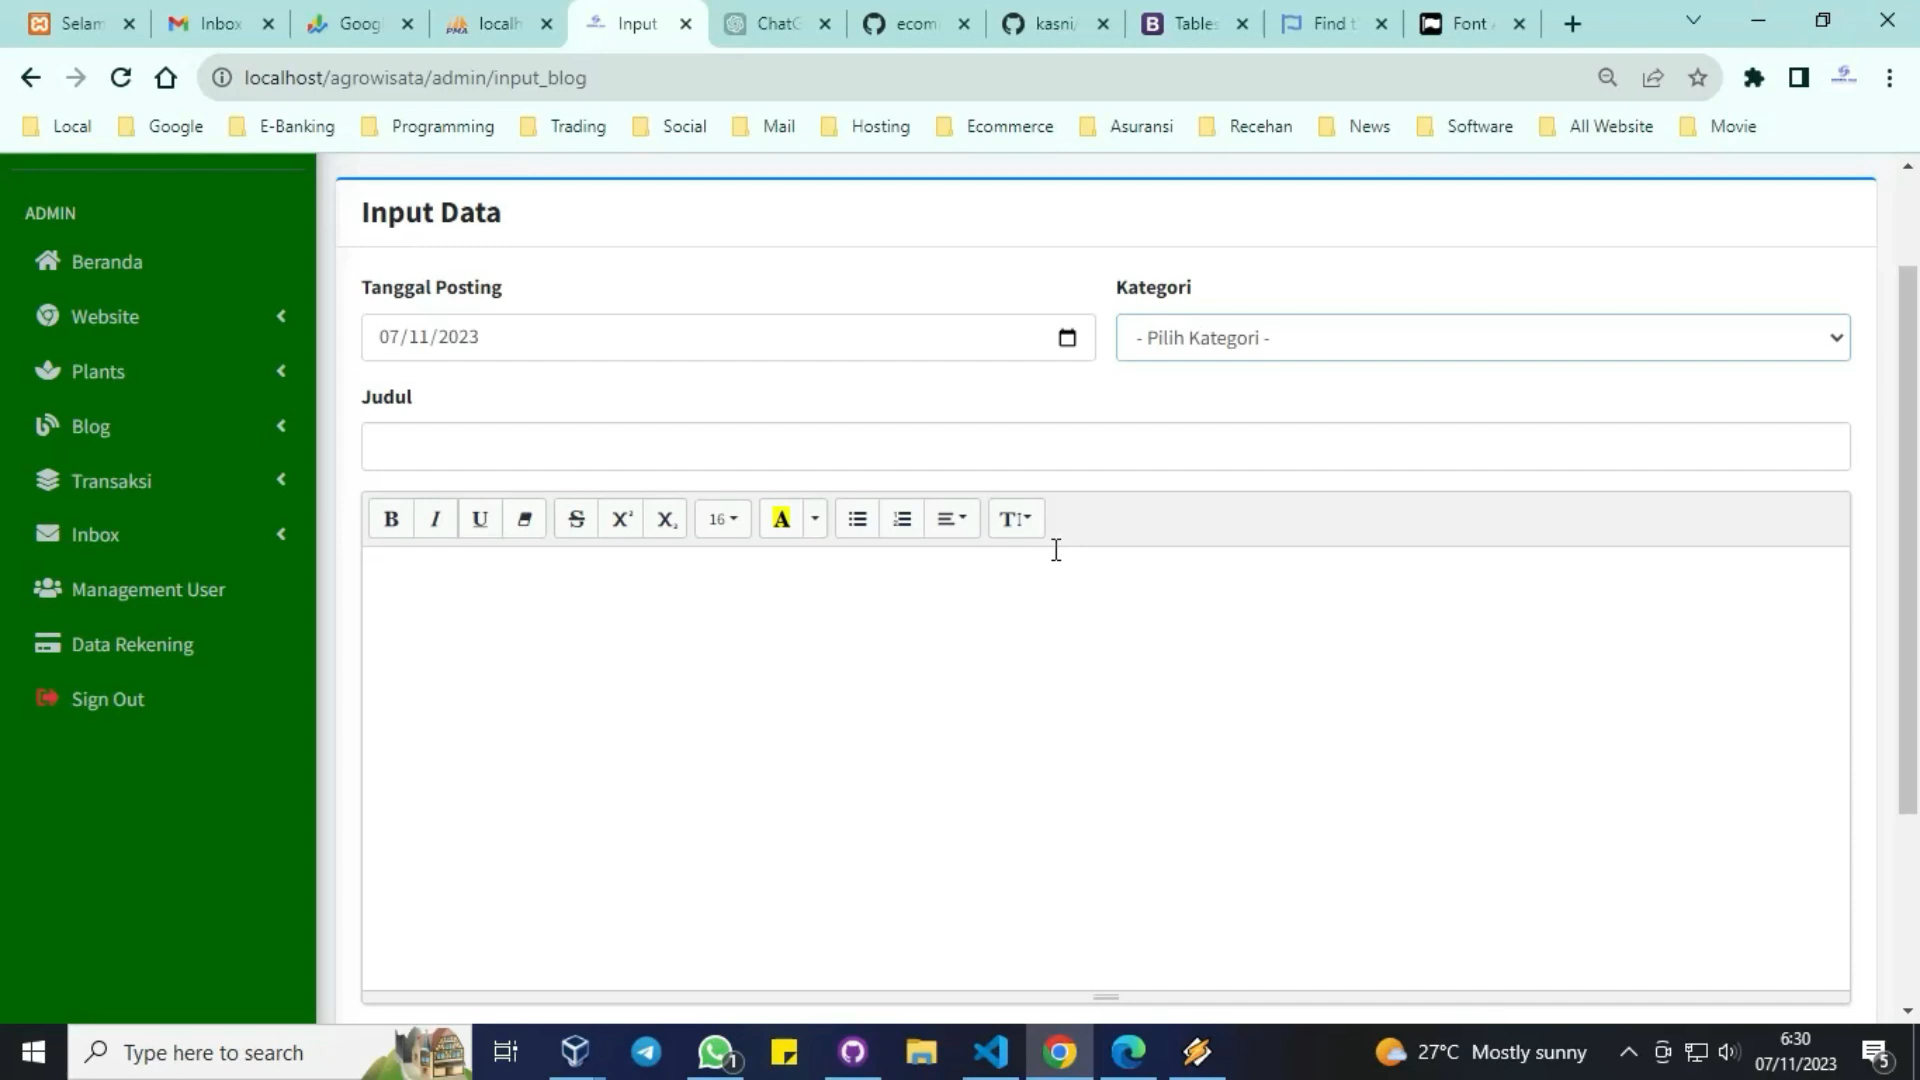 Selam
Inbox
Goog
localh
Input
ChatG
ecom
kasni
Tables
Find t
Font
localhost/agrowisata/admin/input_blog
Local
Google
E-Banking
Programming
Trading
Social
Mail
Hosting
Ecommerce
Asuransi
Recehan
News
Software
All Website
Movie
ADMIN
Beranda
Website
Plants
Blog
Transaksi
Inbox
Management User
Data Rekening
Sign Out
Input Data
Tanggal Posting
Kategori
07/11/2023
- Pilih Kategori -
Judul
B I U S X² X₂ 16 A
Type here to search
1
27°C Mostly sunny
6:30
07/11/2023
5